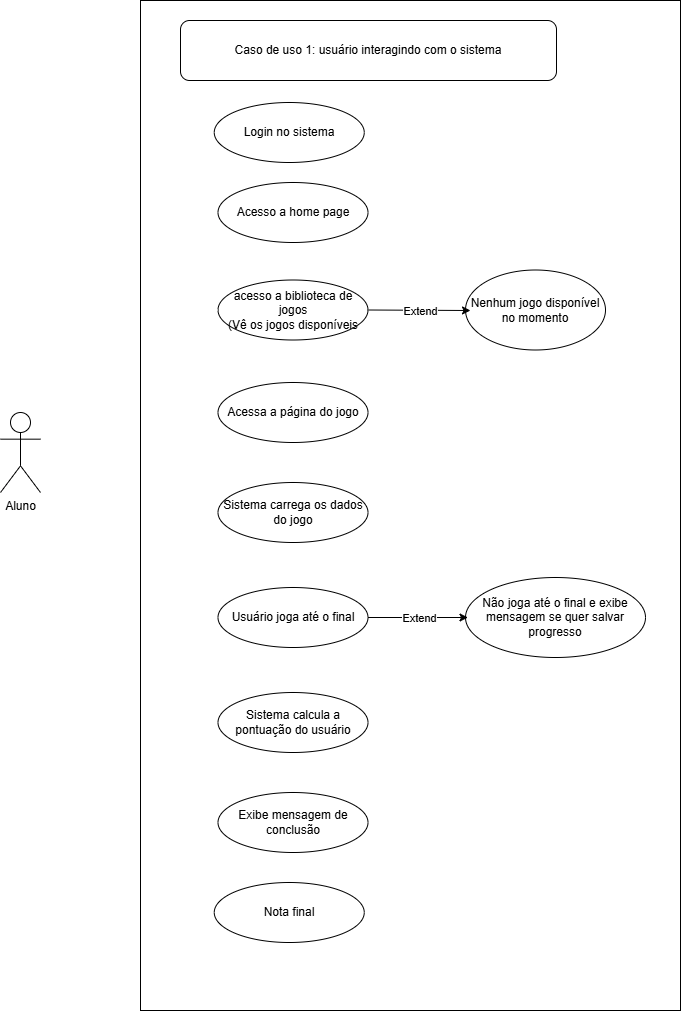 Caso de uso 1: usuário interagindo com o sistema
Login no sistema
Acesso a home page
acesso a biblioteca de
jogos
(Vê os jogos disponíveis
Extend
Nenhum jogo disponível
no momento
Acessa a página do jogo
Aluno
Sistema carrega os dados
do jogo
Usuário joga até o final
Extend
Não joga até o final e exibe
mensagem se quer salvar
progresso
Sistema calcula a
pontuação do usuário
Exibe mensagem de
conclusão
Nota final